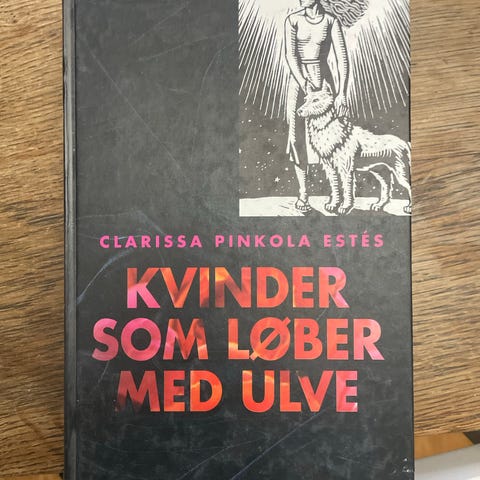 CLARISSA PINKOLA ESTÉS
KVINDER
SOM LØBER
MED ULVE